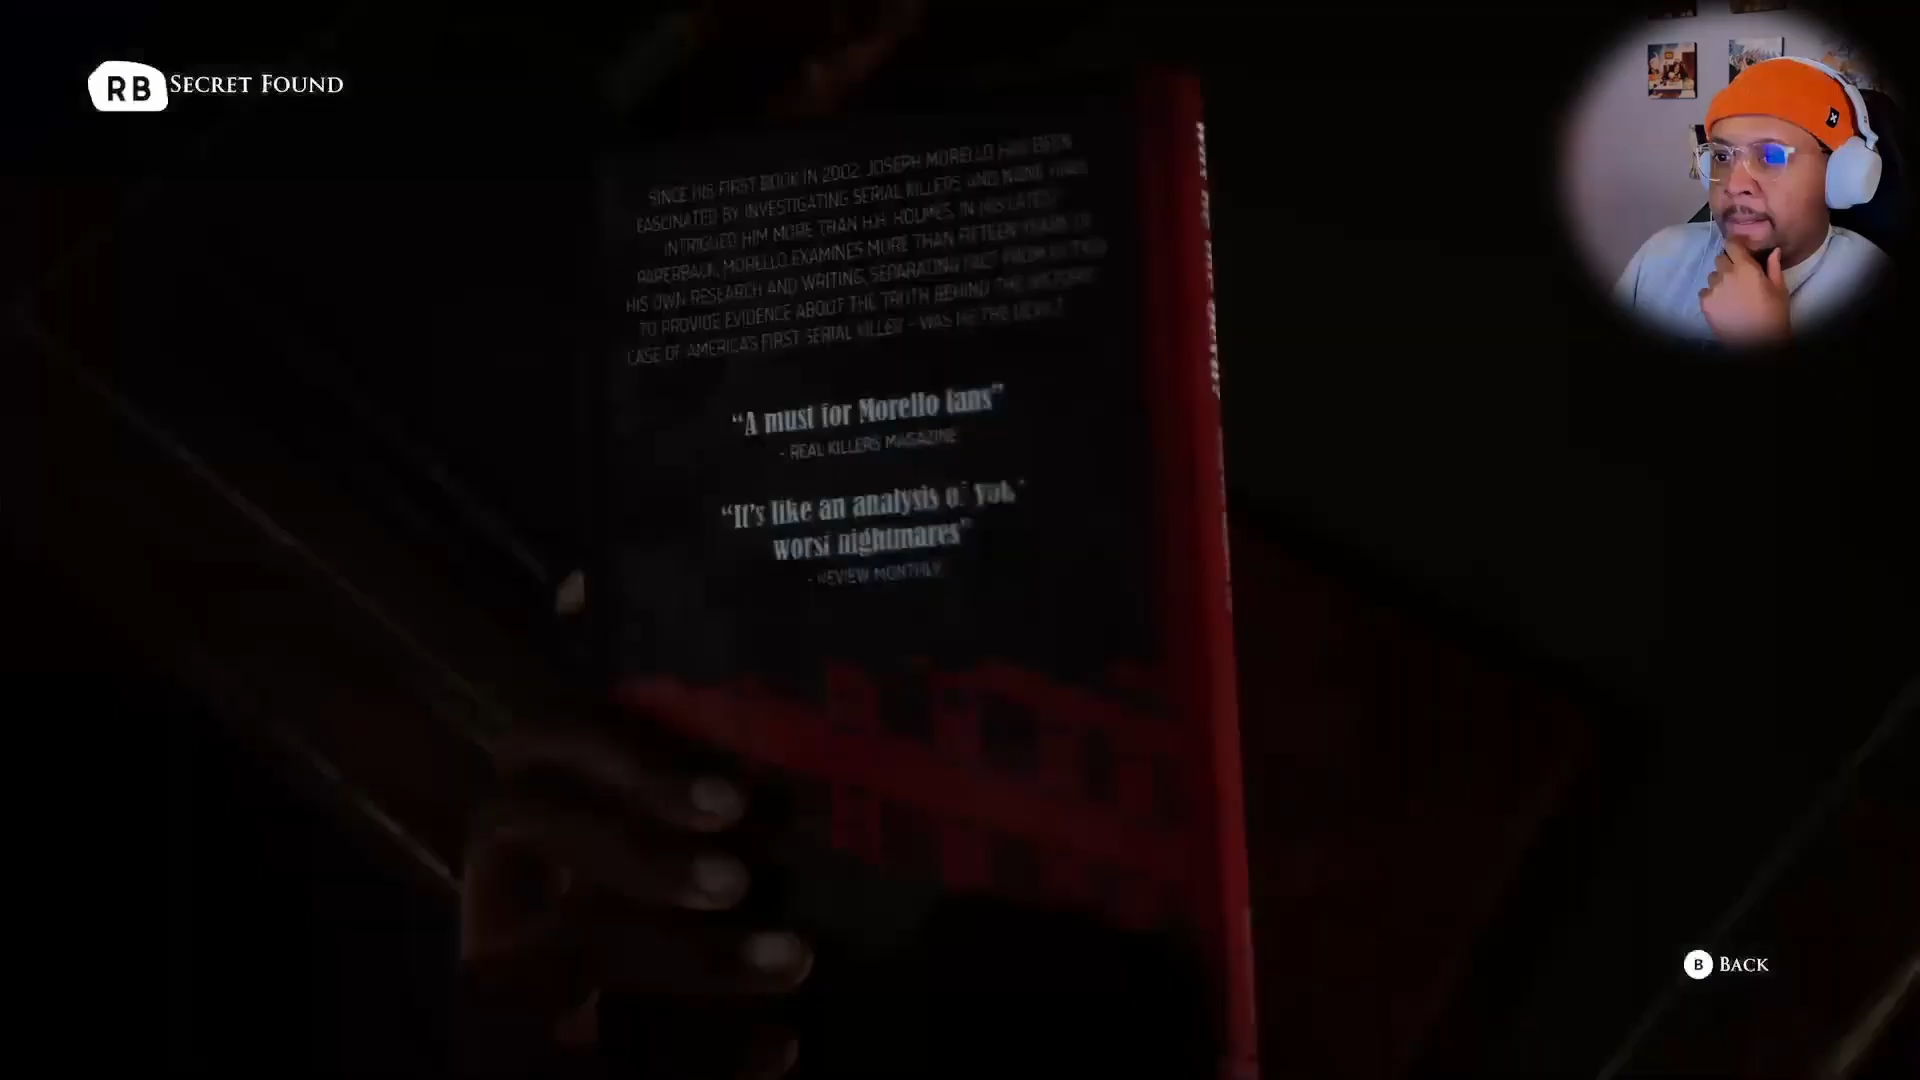 RB SECRET FOUND
SINCE HIS FIRST BOOK IN 2002, JOSEPH MORELLO HAS BEEN
FASCINATED BY INVESTIGATING SERIAL KILLERS AND NONE HAVE
INTRIGUED HIM MORE THAN H.H. HOLMES. IN HIS LATEST
PAPERBACK, MORELLO EXAMINES MORE THAN FIFTEEN YEARS OF
HIS OWN RESEARCH AND WRITING, SEPARATING FACT FROM FICTION
TO PROVIDE EVIDENCE ABOUT THE TRUTH BEHIND THE HISTORIC
CASE OF AMERICA'S FIRST SERIAL KILLER - WAS HE THE DEVIL?
“A must for Morello fans”
- REAL KILLERS MAGAZINE
“It's like an analysis of your
worst nightmares”
- REVIEW MONTHLY
B BACK